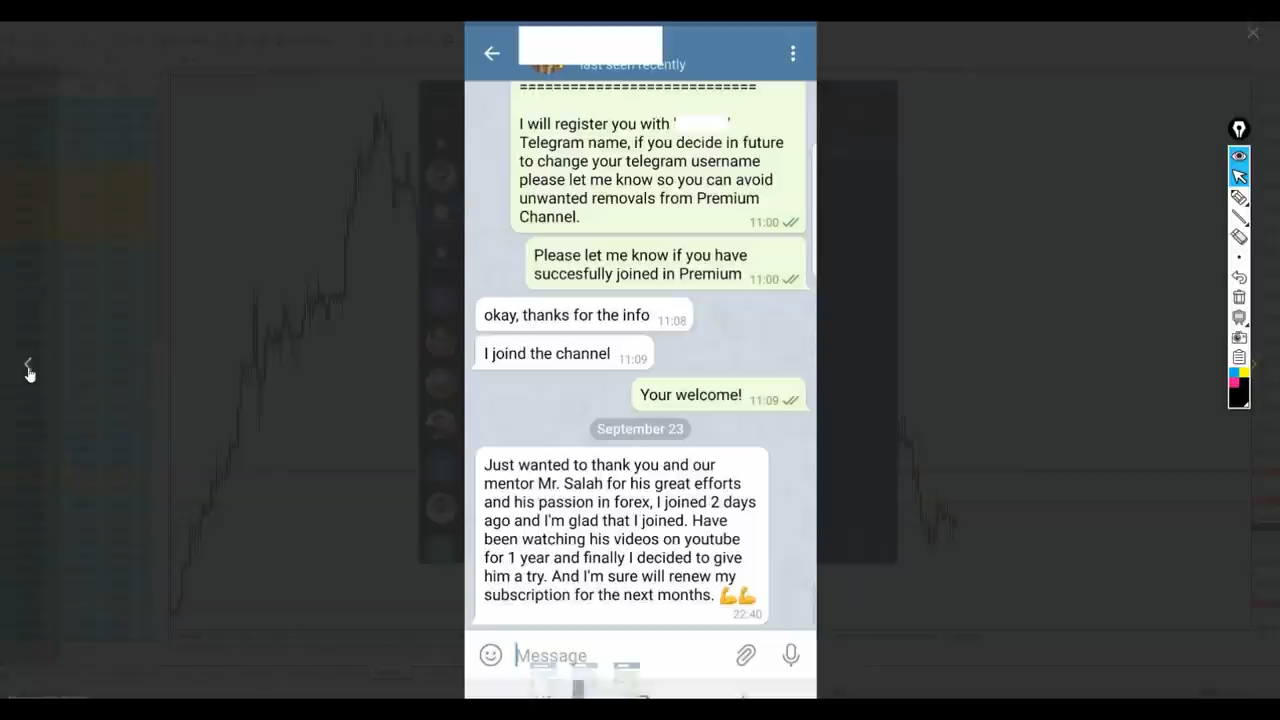 last seen recently
===========================
I will register you with ' '
Telegram name, if you decide in future
to change your telegram username
please let me know so you can avoid
unwanted removals from Premium
Channel.
11:00
Please let me know if you have
succesfully joined in Premium
11:00
okay, thanks for the info
11:08
I joind the channel
11:09
Your welcome!
11:09
September 23
Just wanted to thank you and our
mentor Mr. Salah for his great efforts
and his passion in forex, I joined 2 days
ago and I'm glad that I joined. Have
been watching his videos on youtube
for 1 year and finally I decided to give
him a try. And I'm sure will renew my
subscription for the next months. 💪💪
22:40
Message